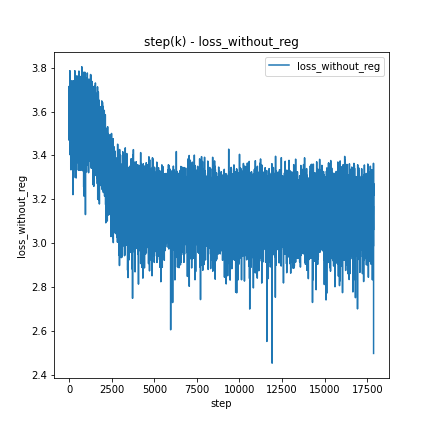 step(k) - loss_without_reg
loss_without_reg
3.8
3.6
3.4
3.2
3.0
2.8
2.6
2.4
loss_without_reg
0 2500 5000 7500 10000 12500 15000 17500
step